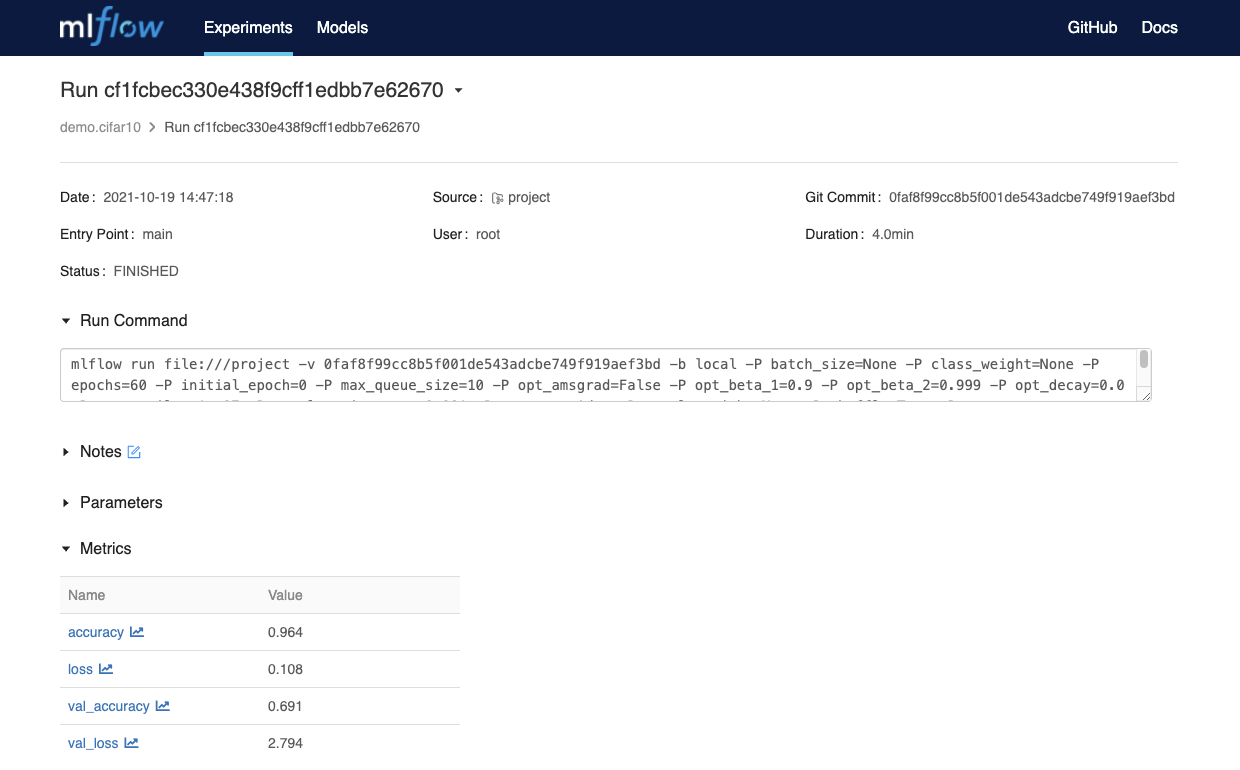 mlflow Experiments Models GitHub Docs
Run cf1fcbec330e438f9cff1edbb7e62670
demo.cifar10 > Run cf1fcbec330e438f9cff1edbb7e62670
Date: 2021-10-19 14:47:18 Source: project Git Commit: 0faf8f99cc8b5f001de543adcbe749f919aef3bd
Entry Point: main User: root Duration: 4.0min
Status: FINISHED
Run Command
mlflow run file:///project -v 0faf8f99cc8b5f001de543adcbe749f919aef3bd -b local -P batch_size=None -P class_weight=None -P
epochs=60 -P initial_epoch=0 -P max_queue_size=10 -P opt_amsgrad=False -P opt_beta_1=0.9 -P opt_beta_2=0.999 -P opt_decay=0.0
Notes
Parameters
Metrics
Name Value
accuracy 0.964
loss 0.108
val_accuracy 0.691
val_loss 2.794